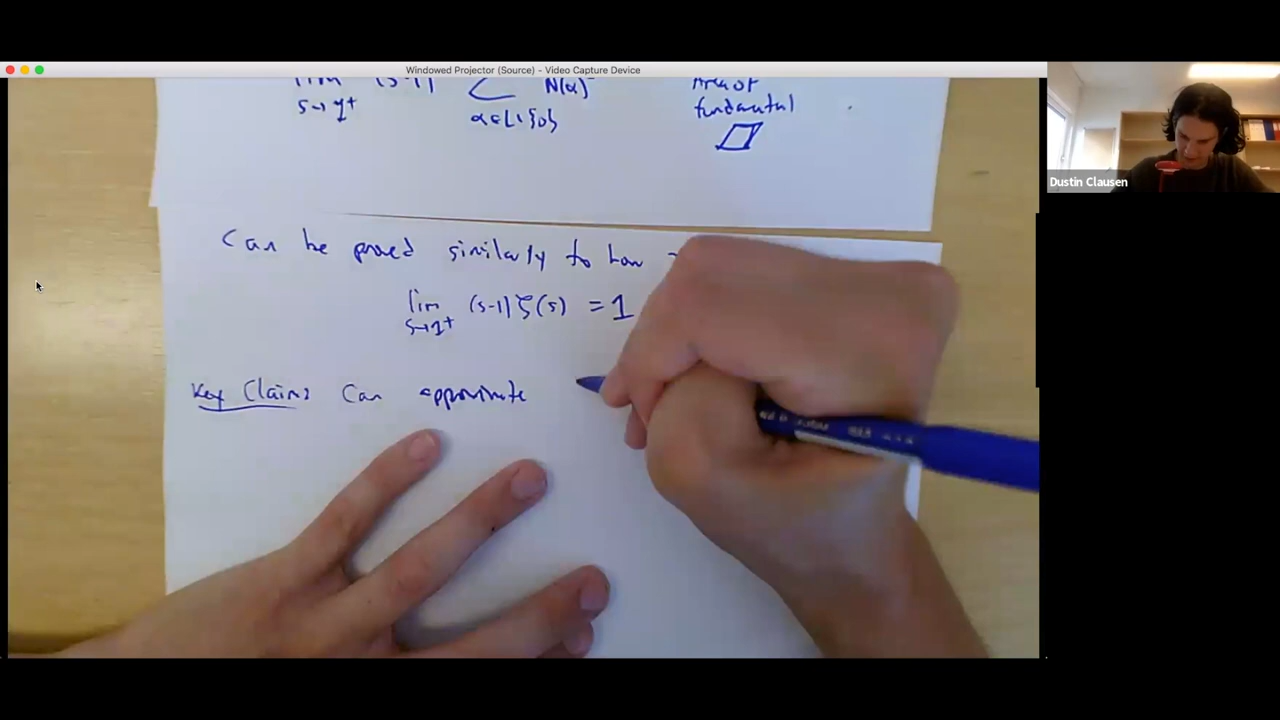 Windowed Projector (Source) - Video Capture Device
lim (s-1) ∑ N(α)
s→1+ α∈L\{0}
Area of
fundamental
Dustin Clausen
Can be proved similarly to how
lim (s-1) ζ(s) = 1
s→1+
Key Claim: Can approximate